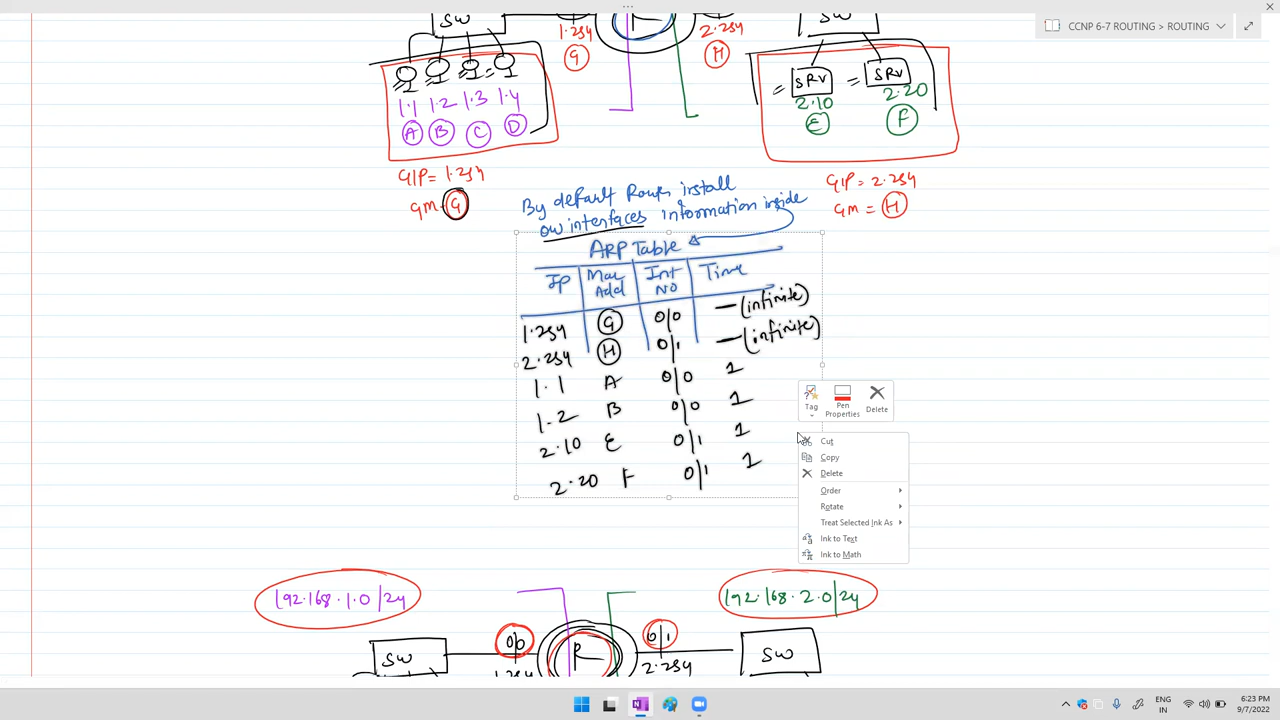 CCNP 6-7 ROUTING > ROUTING
SW
1.254
G
R
2.254
H
SW
1.1 1.2 1.3 1.4
A B C D
SRV
SRV
2.10
2.20
E
F
G/P = 1.254
GM = G
G/P = 2.254
GM = H
By default Router install
ow interfaces information inside
ARP Table
IP Mac Add Int No Time
1.254 G 0/0 — (infinite)
2.254 H 0/1 — (infinite)
1.1 A 0/0 1
1.2 B 0/0 1
2.10 E 0/1 1
2.20 F 0/1 1
Tag
Pen Properties
Delete
Cut
Copy
Delete
Order
Rotate
Treat Selected Ink As
Ink to Text
Ink to Math
192.168.1.0/24
192.168.2.0/24
SW
0/0
R
0/1
2.254
SW
1.254
ENG
IN
6:23 PM
9/7/2022